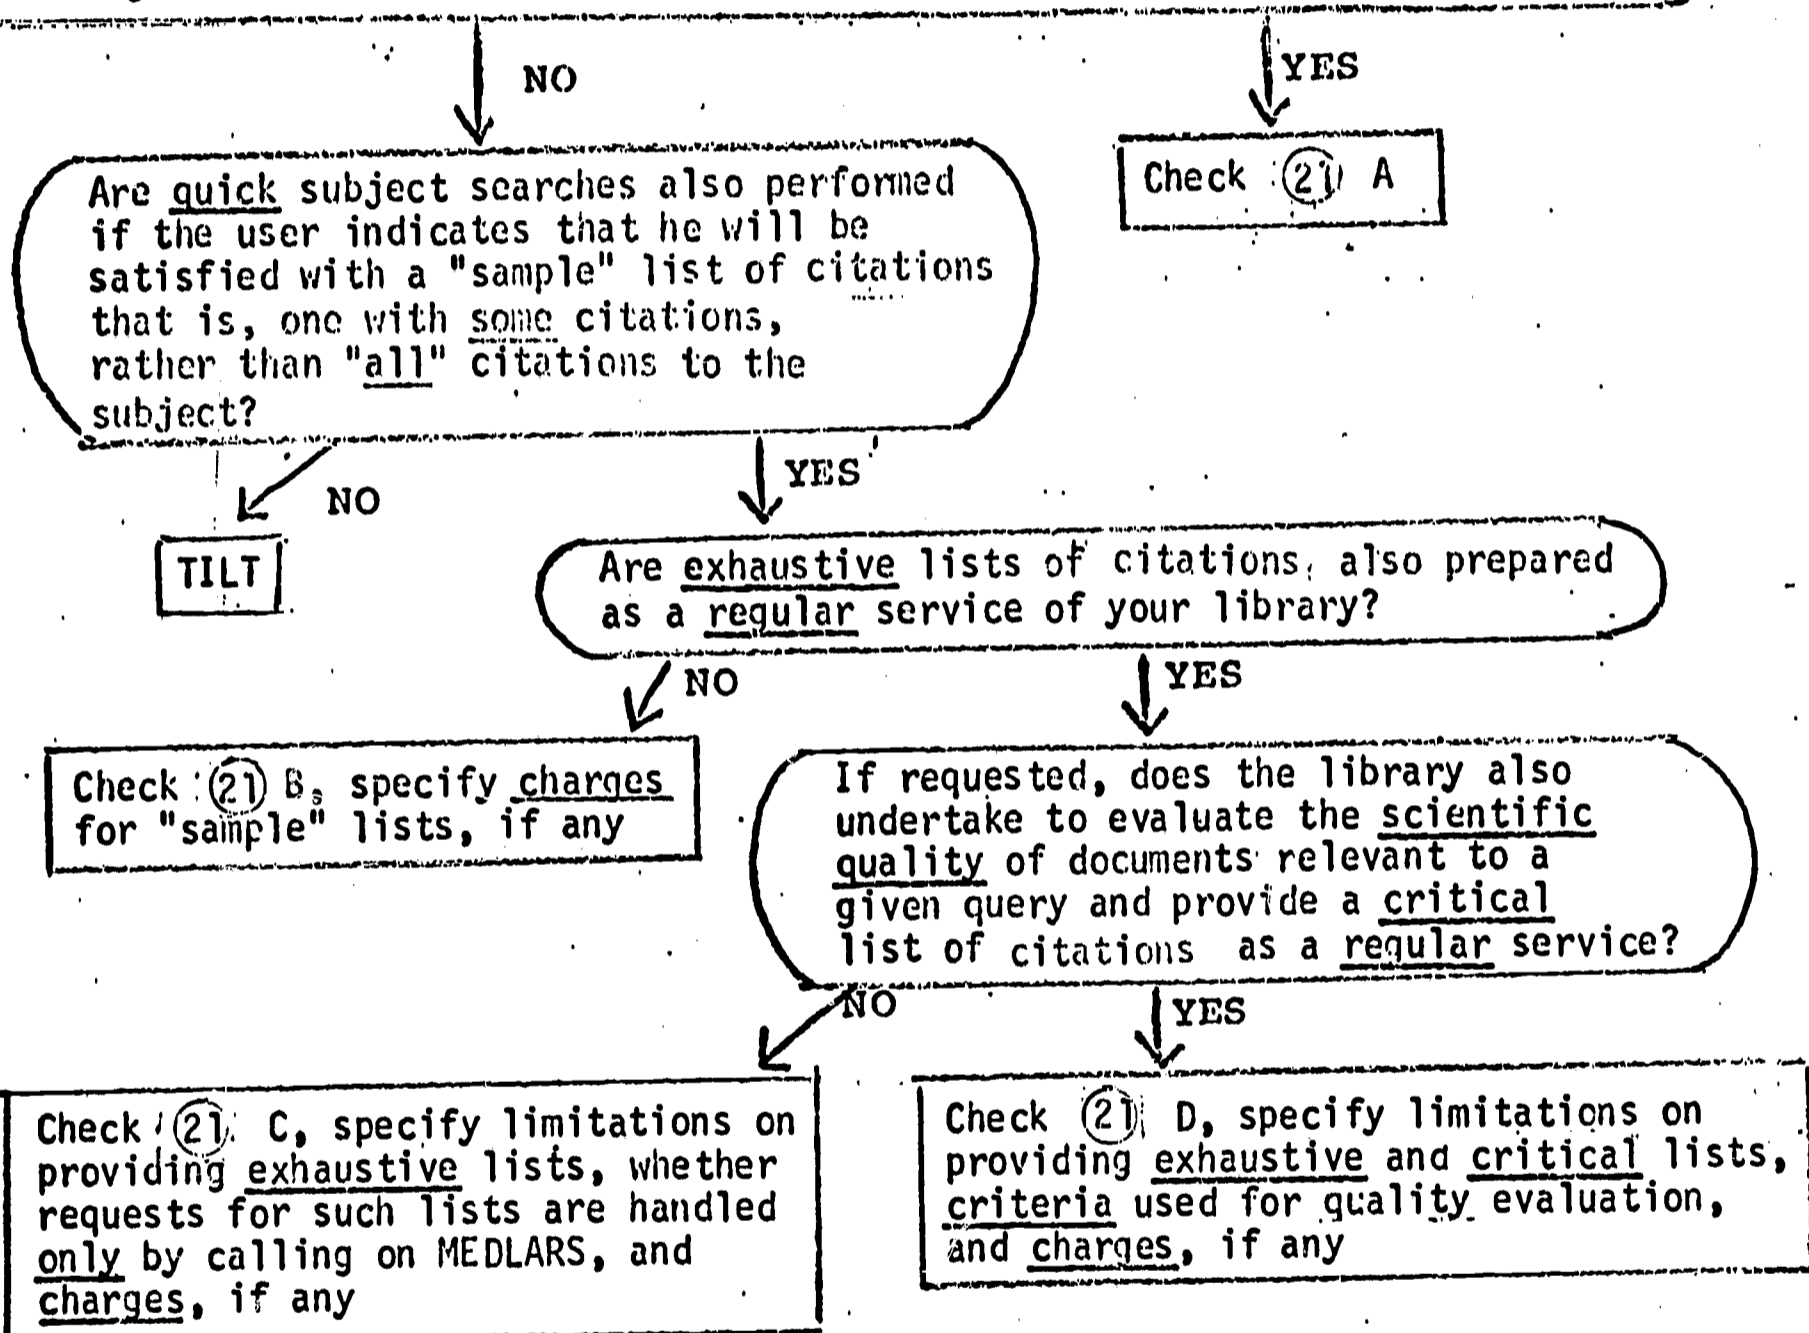 NO
YES
Check 21 A
Are quick subject searches also performed
if the user indicates that he will be
satisfied with a "sample" list of citations
that is, one with some citations,
rather than "all" citations to the
subject?
NO
YES
TILT
Are exhaustive lists of citations, also prepared
as a regular service of your library?
NO
YES
Check 21 B, specify charges
for "sample" lists, if any
If requested, does the library also
undertake to evaluate the scientific
quality of documents relevant to a
given query and provide a critical
list of citations as a regular service?
NO
YES
Check 21 C, specify limitations on
providing exhaustive lists, whether
requests for such lists are handled
only by calling on MEDLARS, and
charges, if any
Check 21 D, specify limitations on
providing exhaustive and critical lists,
criteria used for quality evaluation,
and charges, if any